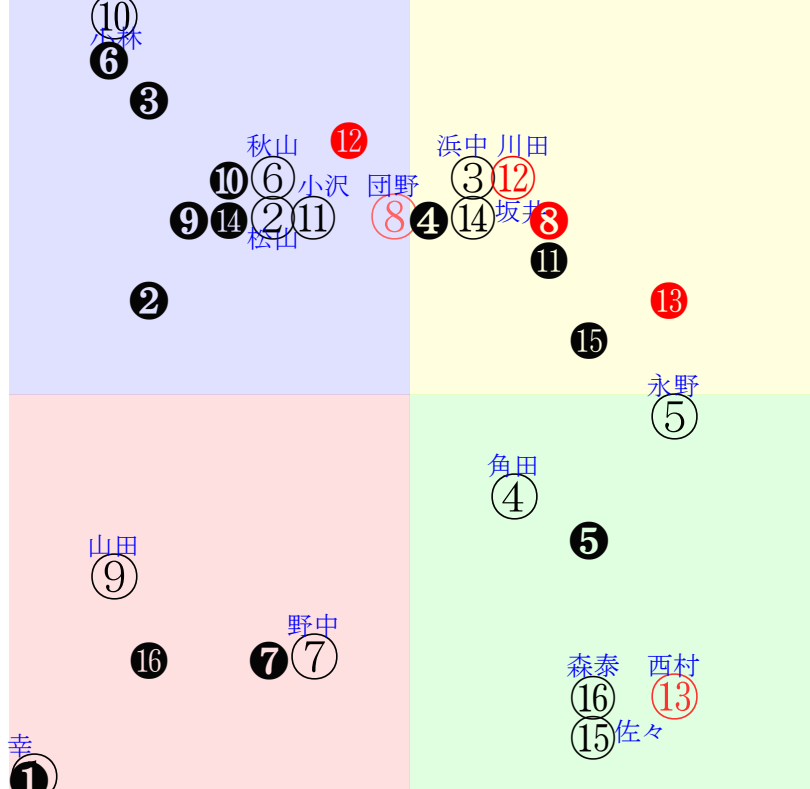 ⑩
小林
❻
❸
⓬
秋山 浜中 川田
❿ ⑥ 小沢 団野 ③ ⑫
❾ ⓮ ② ⑪ ⑧ ❹ ⑭ 坂井 ❽
松山
⓫
❷ ⓭
⓯
永野
⑤
角田
④
❺
山田
⑨
野中
⓰ ❼ ⑦ 森泰 西村
⑯ ⑬
⑮ 佐々
幸
❶